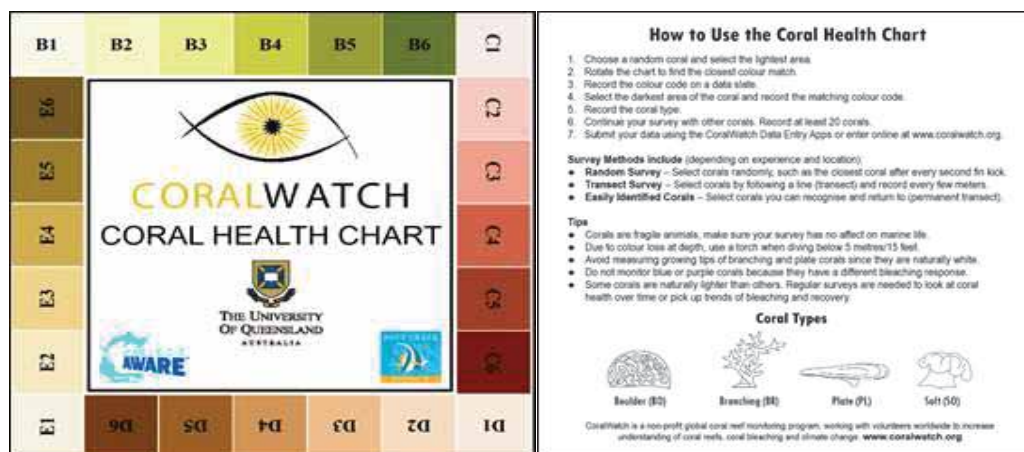 B1 B2 B3 B4 B5 B6 C1
E6 C2
E5 C3
E4 C4
E3 C5
E2 C6
E1 D6 D5 D4 D3 D2 D1
CORALWATCH
CORAL HEALTH CHART
THE UNIVERSITY
OF QUEENSLAND
AUSTRALIA
AWARE
How to Use the Coral Health Chart
1. Choose a random coral and select the lightest area.
2. Rotate the chart to find the closest colour match.
3. Record the colour code on a data slate.
4. Select the darkest area of the coral and record the matching colour code.
5. Record the coral type.
6. Continue your survey with other corals. Record at least 20 corals.
7. Submit your data using the CoralWatch Data Entry Apps or enter online at www.coralwatch.org.
Survey Methods include (depending on experience and location):
• Random Survey – Select corals randomly, such as the closest coral after every second fin kick.
• Transect Survey – Select corals by following a line (transect) and record every few meters.
• Easily Identified Corals – Select corals you can recognise and return to (permanent transect).
Tips
• Corals are fragile animals, make sure your survey has no affect on marine life.
• Due to colour loss at depth, use a torch when diving below 5 metres/15 feet.
• Avoid measuring growing tips of branching and plate corals since they are naturally white.
• Do not monitor blue or purple corals because they have a different bleaching response.
• Some corals are naturally lighter than others. Regular surveys are needed to look at coral
health over time or pick up trends of bleaching and recovery.
Coral Types
Boulder (BO) Branching (BR) Plate (PL) Soft (SO)
CoralWatch is a non-profit global coral reef monitoring program, working with volunteers worldwide to increase
understanding of coral reefs, coral bleaching and climate change. www.coralwatch.org